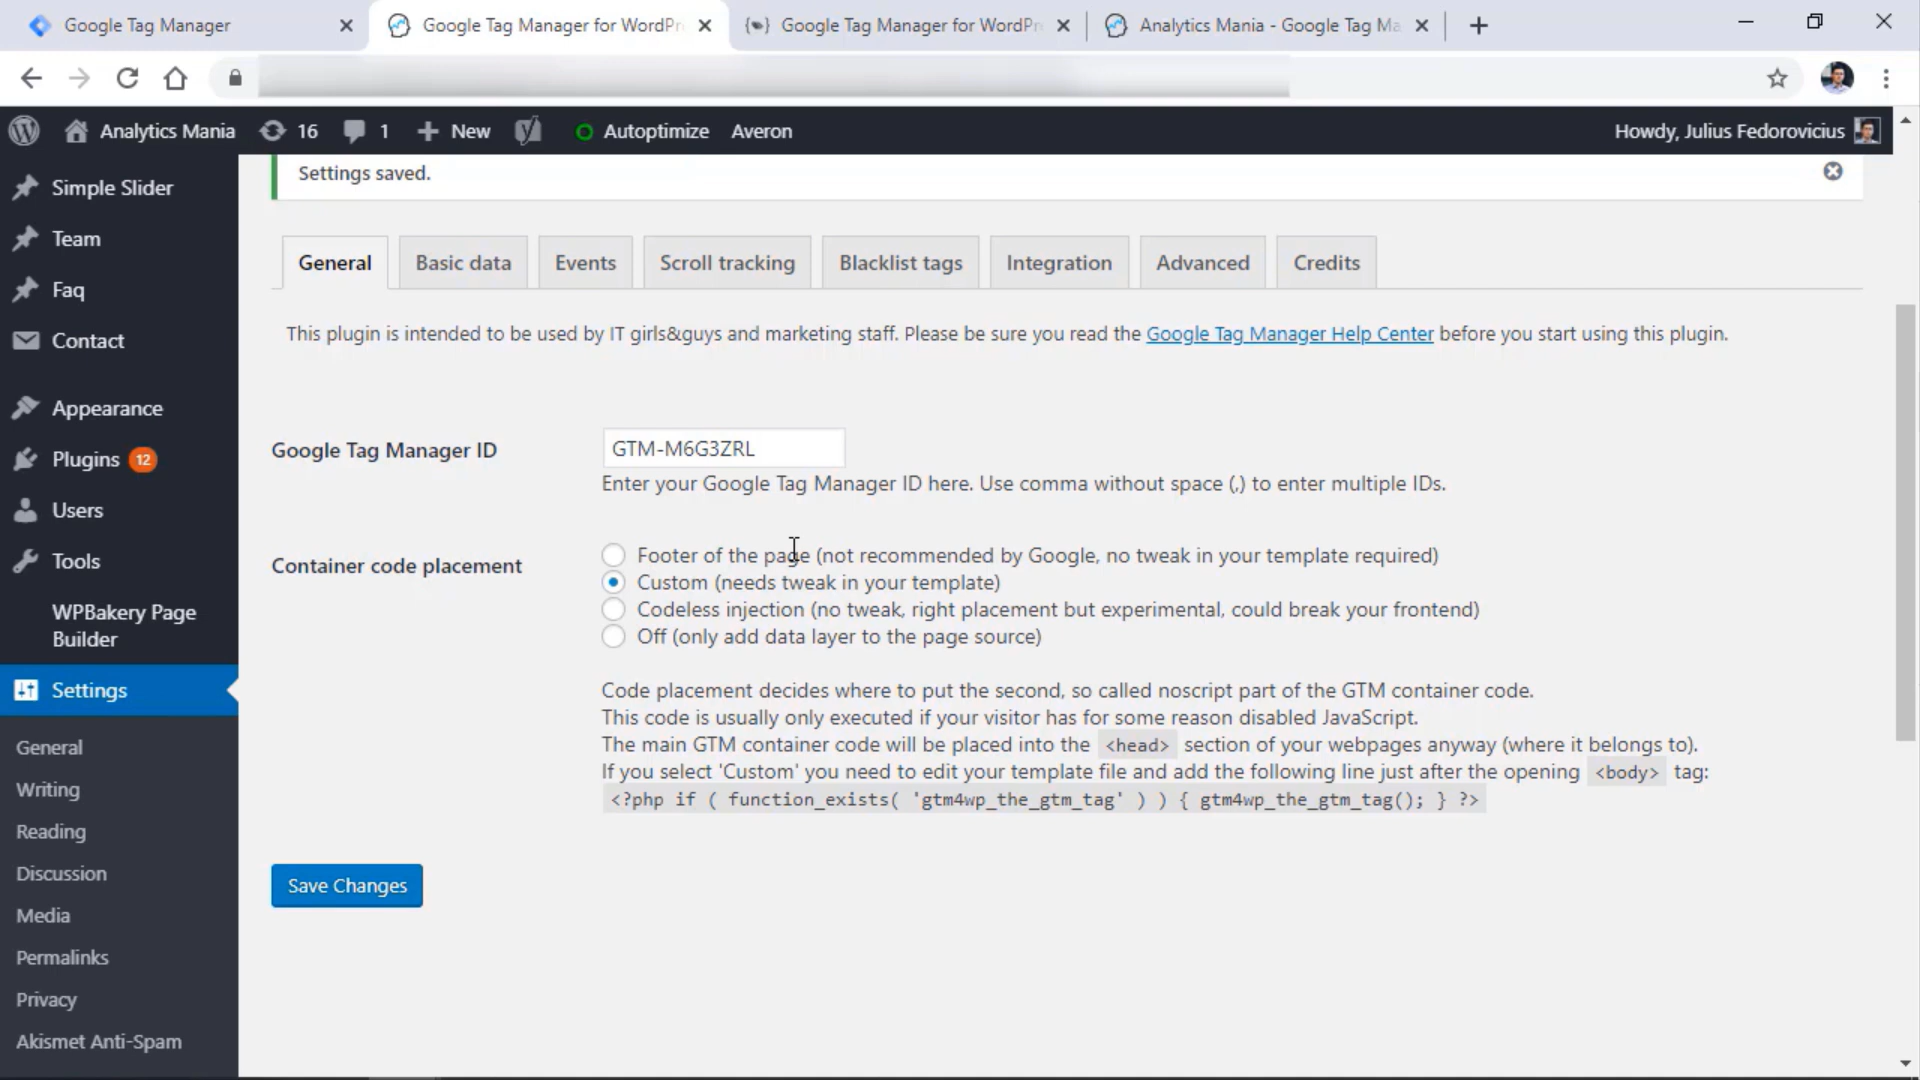 Google Tag Manager
Google Tag Manager for WordPr
Google Tag Manager for WordPr
Analytics Mania - Google Tag Ma
Analytics Mania
16
1
New
Autoptimize
Averon
Howdy, Julius Fedorovicius
Simple Slider
Team
Faq
Contact
Appearance
Plugins 12
Users
Tools
WPBakery Page
Builder
Settings
General
Writing
Reading
Discussion
Media
Permalinks
Privacy
Akismet Anti-Spam
Settings saved.
General
Basic data
Events
Scroll tracking
Blacklist tags
Integration
Advanced
Credits
This plugin is intended to be used by IT girls&guys and marketing staff. Please be sure you read the Google Tag Manager Help Center before you start using this plugin.
Google Tag Manager ID
GTM-M6G3ZRL
Enter your Google Tag Manager ID here. Use comma without space (,) to enter multiple IDs.
Container code placement
Footer of the page (not recommended by Google, no tweak in your template required)
Custom (needs tweak in your template)
Codeless injection (no tweak, right placement but experimental, could break your frontend)
Off (only add data layer to the page source)
Code placement decides where to put the second, so called noscript part of the GTM container code.
This code is usually only executed if your visitor has for some reason disabled JavaScript.
The main GTM container code will be placed into the <head> section of your webpages anyway (where it belongs to).
If you select 'Custom' you need to edit your template file and add the following line just after the opening <body> tag:
<?php if ( function_exists( 'gtm4wp_the_gtm_tag' ) ) { gtm4wp_the_gtm_tag(); } ?>
Save Changes